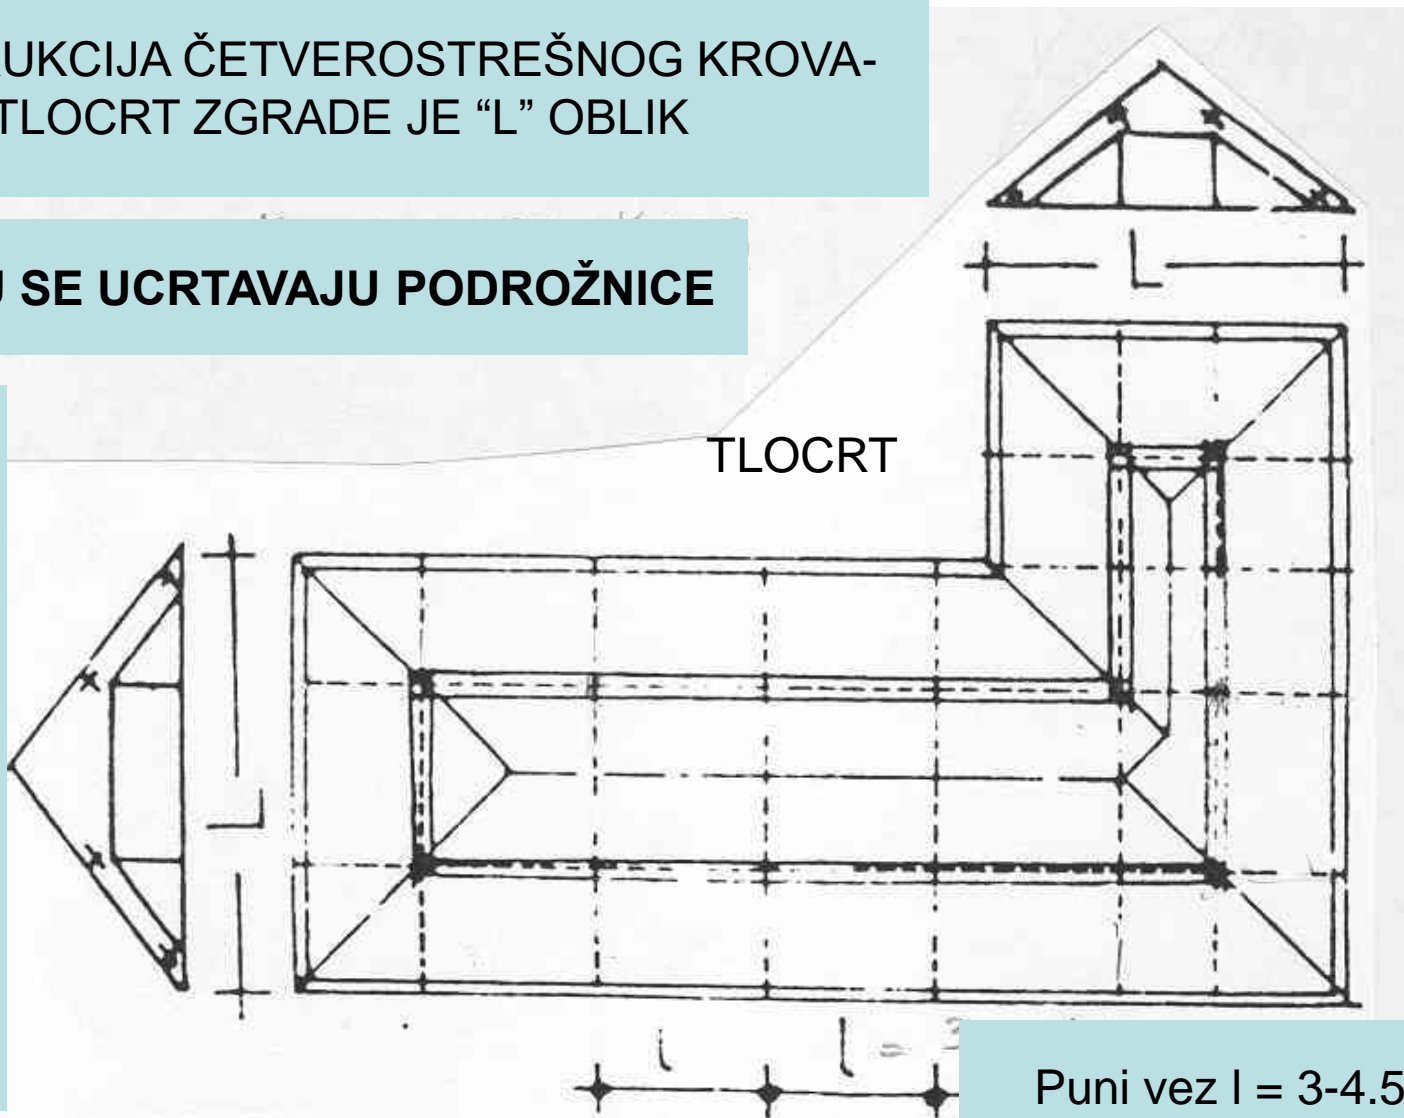 UKCIJA ČETVEROSTREŠNOG KROVA-
TLOCRT ZGRADE JE “L” OBLIK
SE UCRTAVAJU PODROŽNICE
L
TLOCRT
L
l
l =
Puni vez l = 3-4.5